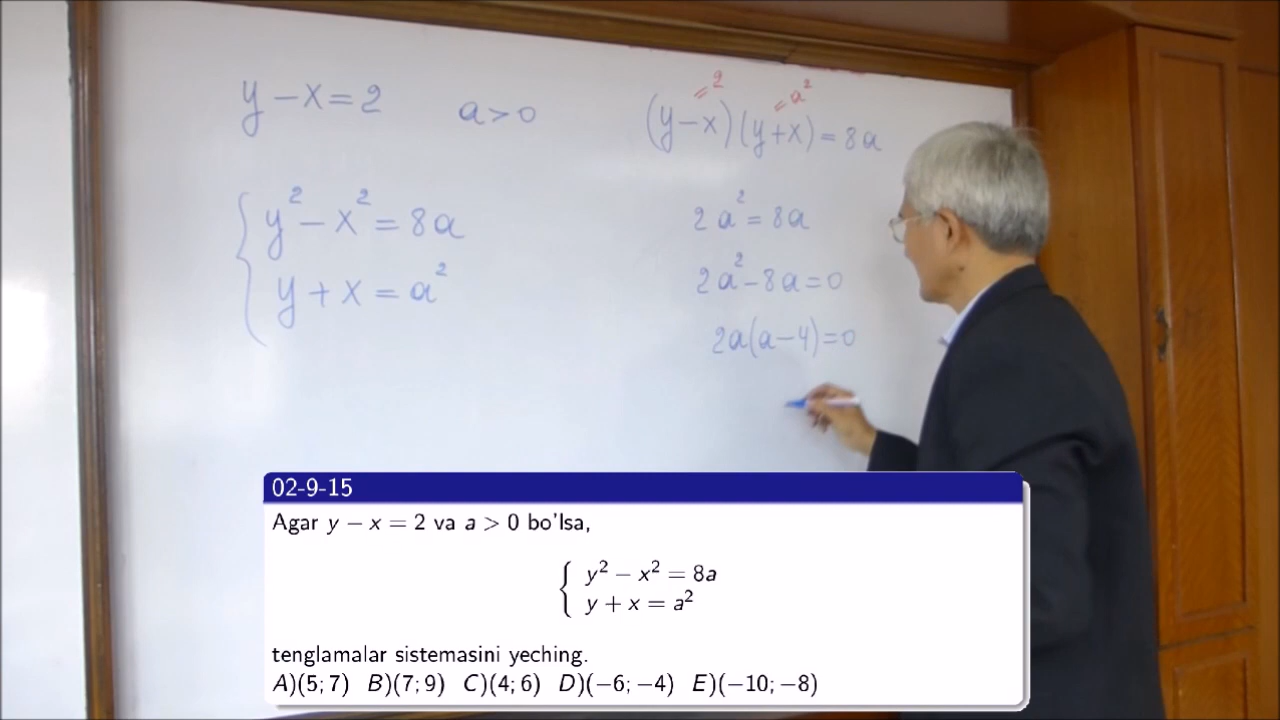 y − x = 2
a > 0
{ y² − x² = 8a
y + x = a²
= 2
= a²
(y − x)(y + x) = 8a
2a² = 8a
2a² − 8a = 0
2a(a − 4) = 0
02-9-15
Agar y − x = 2 va a > 0 bo'lsa,
{ y² − x² = 8a
y + x = a²
tenglamalar sistemasini yeching.
A)(5; 7) B)(7; 9) C)(4; 6) D)(−6; −4) E)(−10; −8)